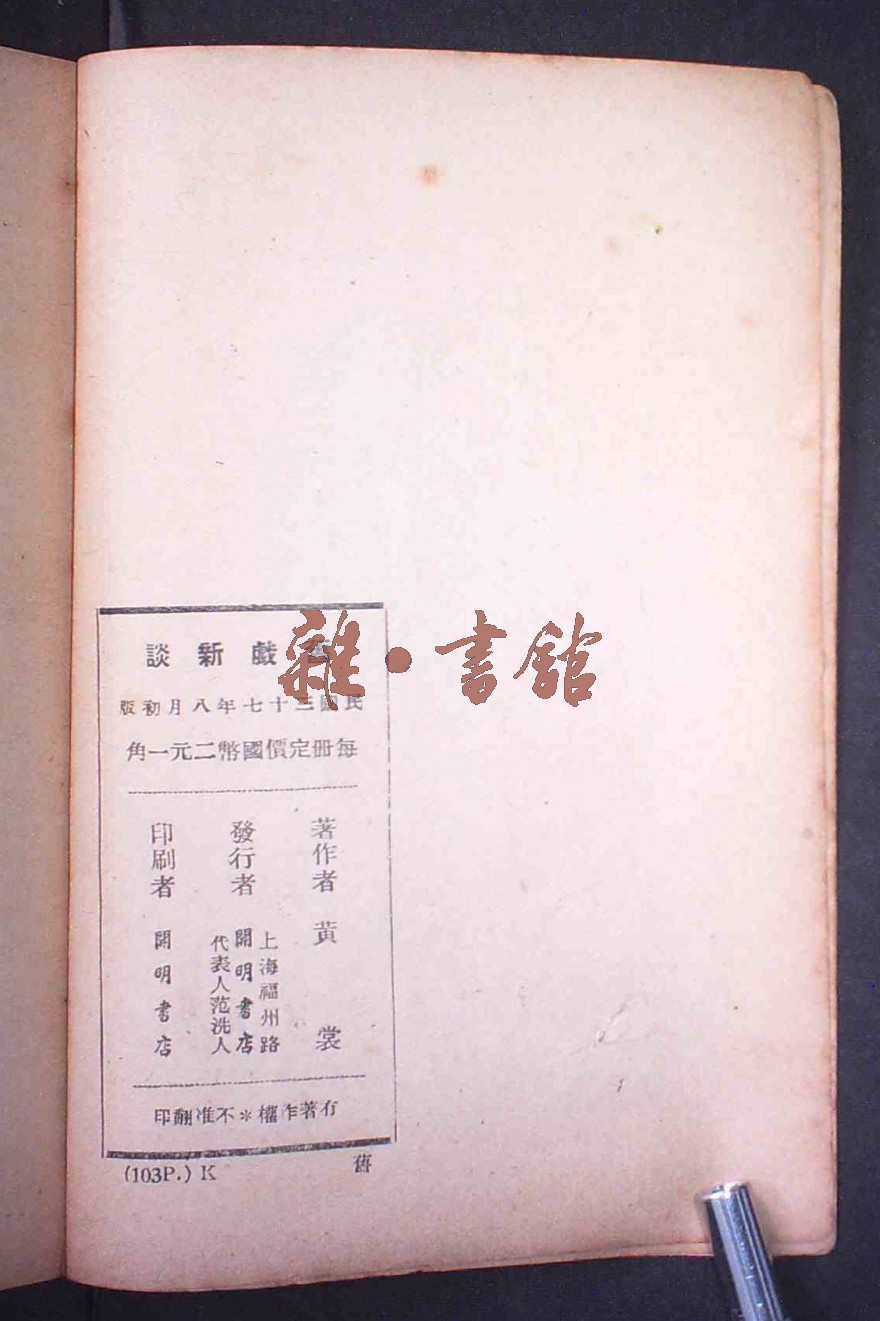 舊戲新談
民國三十七年八月初版
每冊定價國幣二元一角
著作者 黃裳
發行者 上海福州路
開明書店
代表人范洗人
印刷者 開明書店
有著作權*不准翻印
(103P.) K 舊
雜·書館